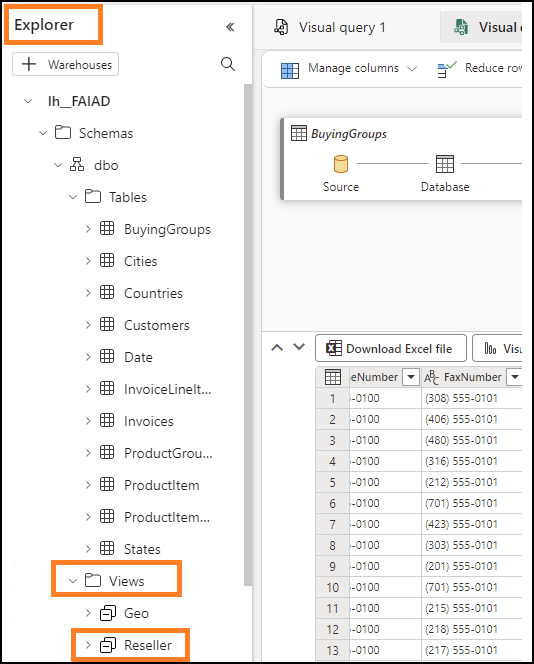 Explorer
Warehouses
lh__FAIAD
Schemas
dbo
Tables
BuyingGroups
Cities
Countries
Customers
Date
InvoiceLineIt...
Invoices
ProductGrou...
ProductItem
ProductItem...
States
Views
Geo
Reseller
Visual query 1
Visual
Manage columns
Reduce row
BuyingGroups
Source
Database
Download Excel file
Visu
eNumber
ABC FaxNumber
1 -0100 (308) 555-0101
2 -0100 (406) 555-0101
3 -0100 (480) 555-0101
4 -0100 (316) 555-0101
5 -0100 (212) 555-0101
6 -0100 (701) 555-0101
7 -0100 (423) 555-0101
8 -0100 (303) 555-0101
9 -0100 (201) 555-0101
10 -0100 (701) 555-0101
11 -0100 (215) 555-0101
12 -0100 (218) 555-0101
13 -0100 (217) 555-0101